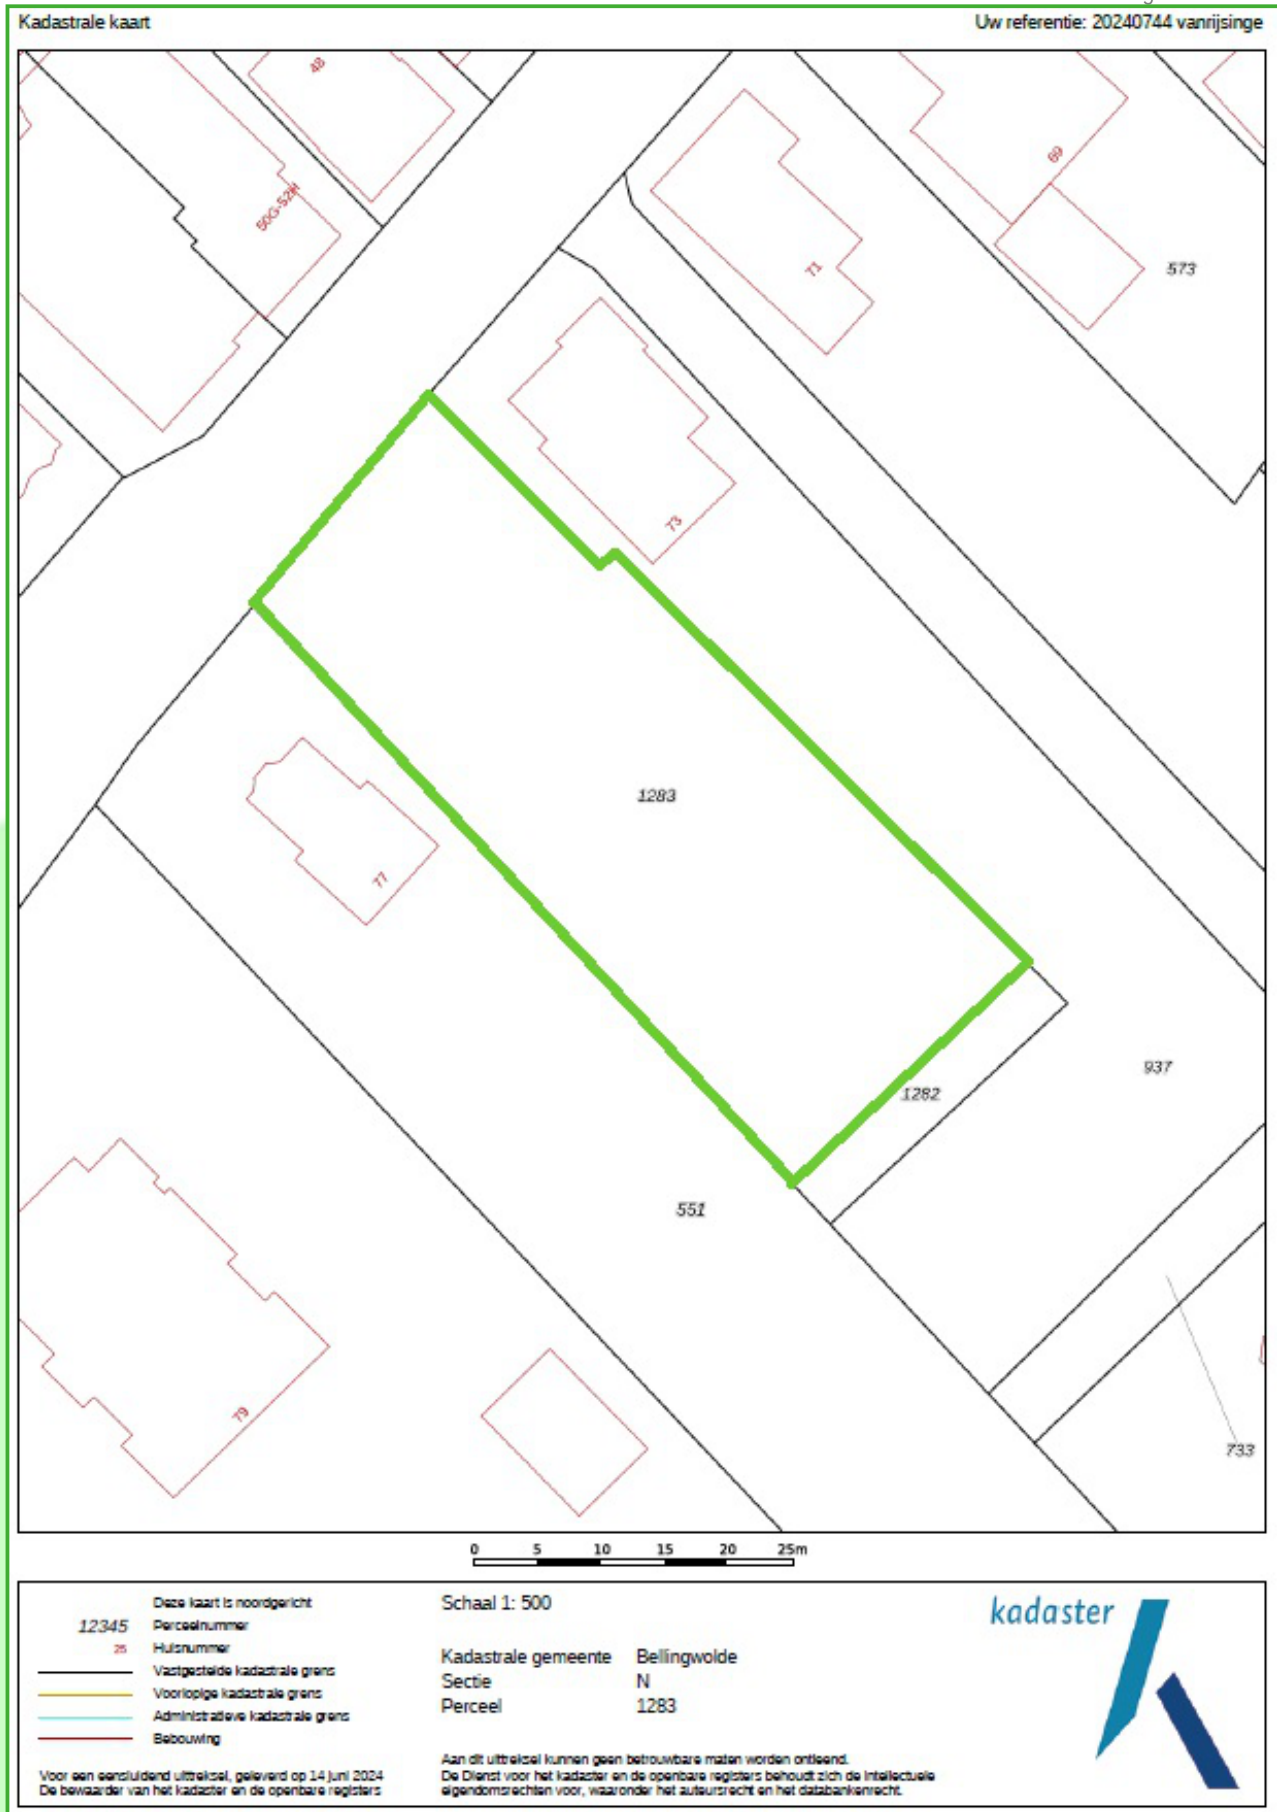 Kadastrale kaart
Uw referentie: 20240744 vanrijsinge
48
50G-52H
69
71
573
73
1283
77
937
1282
551
79
733
0 5 10 15 20 25m
Deze kaart is noordgericht
12345 Perceelnummer
25 Huisnummer
Vastgestelde kadastrale grens
Voorlopige kadastrale grens
Administratieve kadastrale grens
Bebouwing
Voor een eensluidend uittreksel, geleverd op 14 juni 2024
De bewaarder van het kadaster en de openbare registers
Schaal 1: 500
Kadastrale gemeente Bellingwolde
Sectie N
Perceel 1283
Aan dit uittreksel kunnen geen betrouwbare maten worden ontleend.
De Dienst voor het kadaster en de openbare registers behoudt zich de intellectuele
eigendomsrechten voor, waaronder het auteursrecht en het databankenrecht.
kadaster